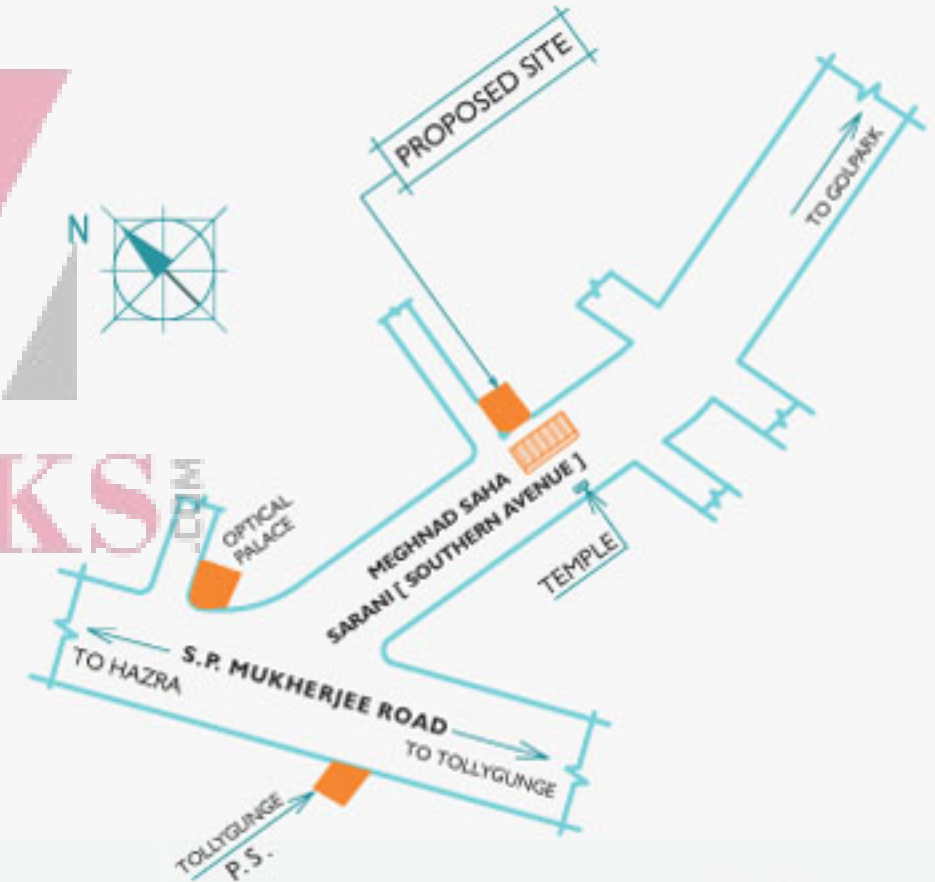 PROPOSED SITE
TO GOLPARK
N
KS
.COM
OPTICAL
PALACE
MEGHNAD SAHA
SARANI [ SOUTHERN AVENUE ]
TEMPLE
S.P. MUKHERJEE ROAD
TO HAZRA
TO TOLLYGUNGE
TOLLYGUNGE
P.S.